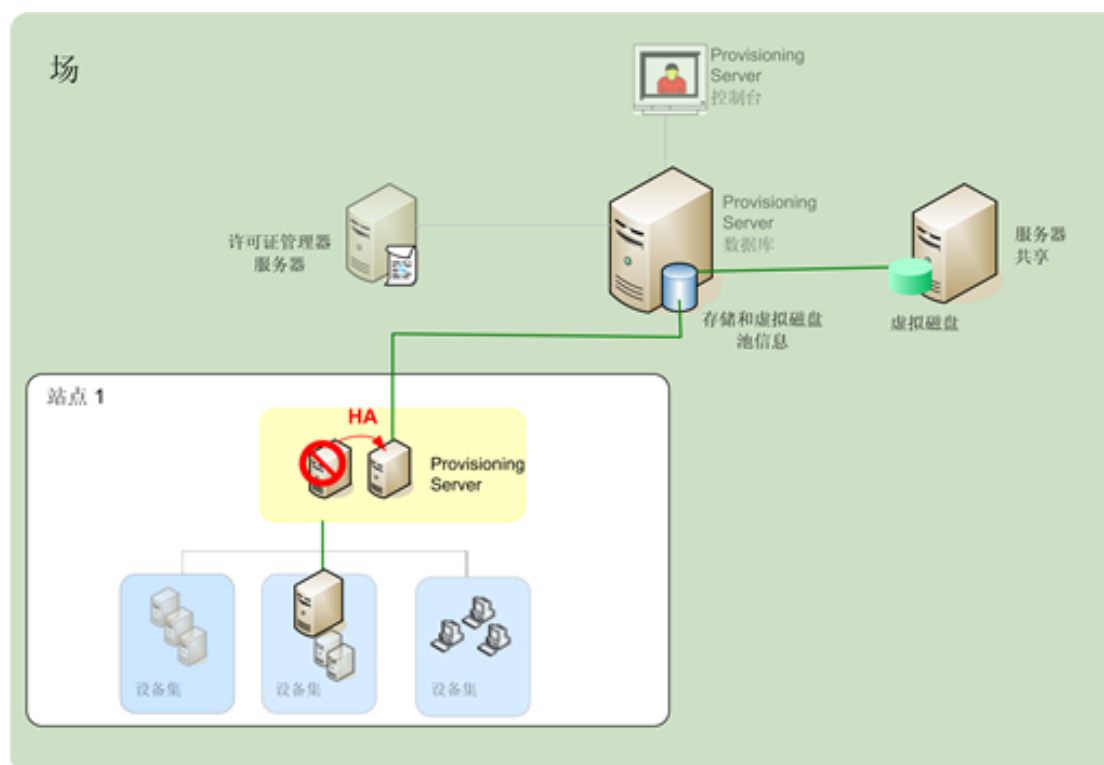 场
Provisioning
Server
控制台
许可证管理器
服务器
Provisioning
Server
数据库
服务器
共享
存储和虚拟磁盘
池信息
虚拟磁盘
站点 1
HA
Provisioning
Server
设备集
设备集
设备集